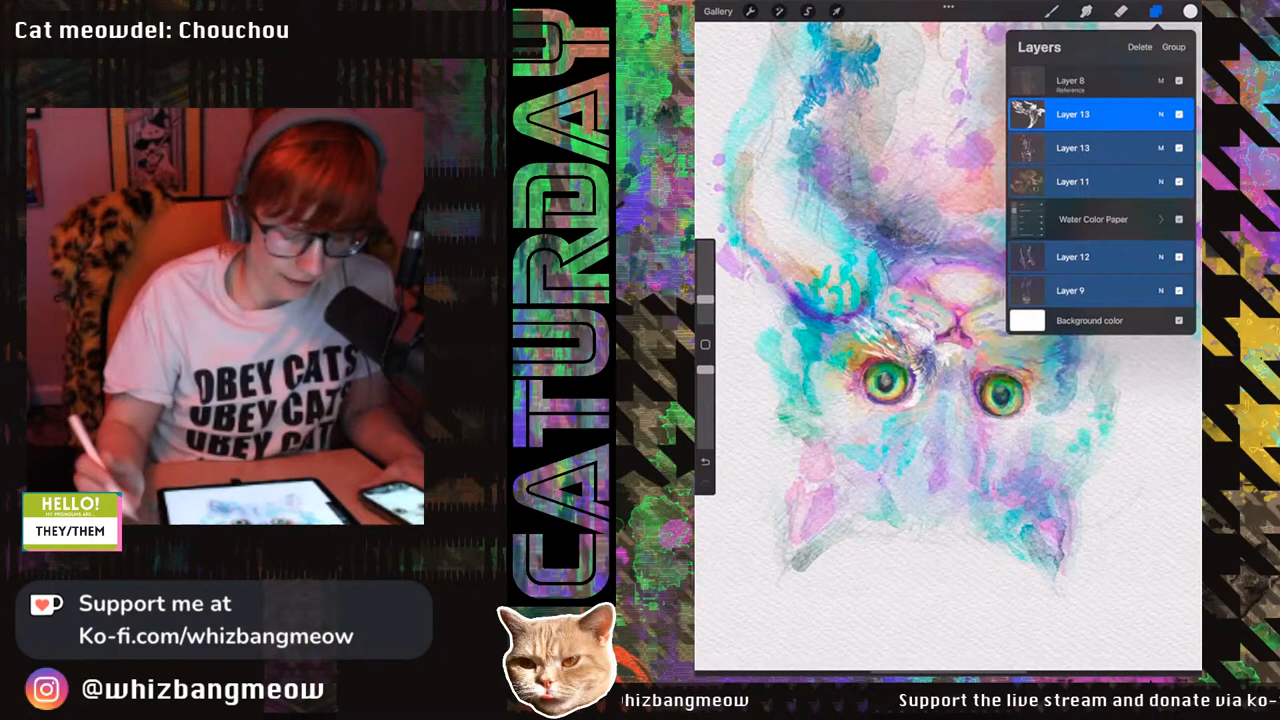 Cat meowdel: Chouchou
OBEY CATS
OBEY CATS
OBEY CAT
HELLO!
THEY/THEM
Support me at
Ko-fi.com/whizbangmeow
@whizbangmeow
CATURDAY
Gallery
Layers
Delete
Group
Layer 8
M
Reference
Layer 13
N
Layer 13
M
Layer 11
N
Water Color Paper
Layer 12
N
Layer 9
N
Background color
whizbangmeow
Support the live stream and donate via ko-